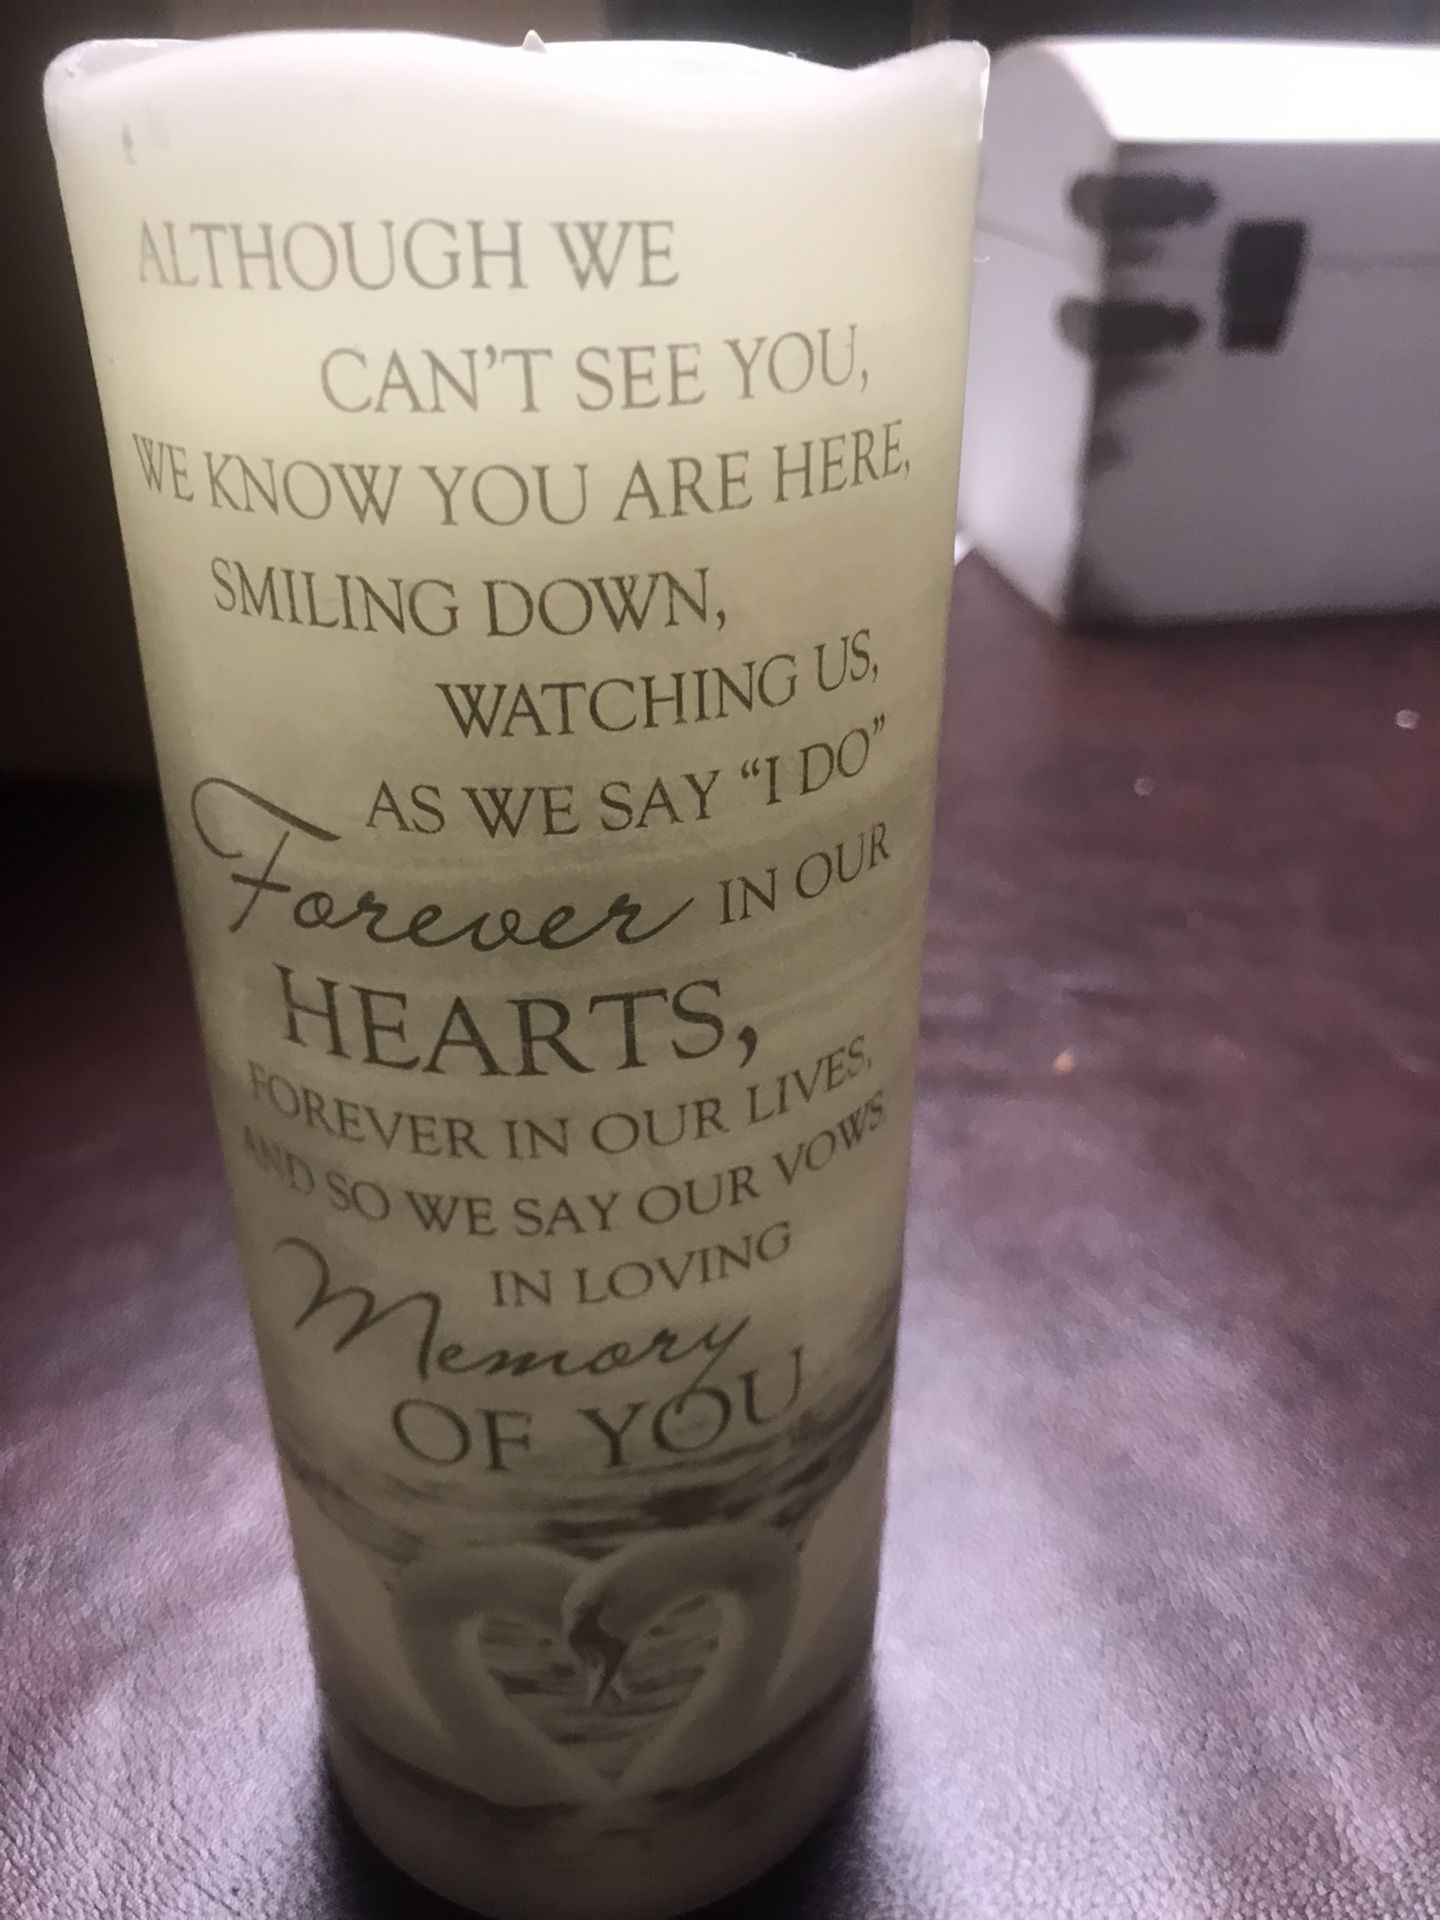 ALTHOUGH WE
CAN'T SEE YOU,
WE KNOW YOU ARE HERE,
SMILING DOWN,
WATCHING US,
AS WE SAY “I DO”
Forever IN OUR
HEARTS,
FOREVER IN OUR LIVES,
AND SO WE SAY OUR VOWS
IN LOVING
Memory
OF YOU